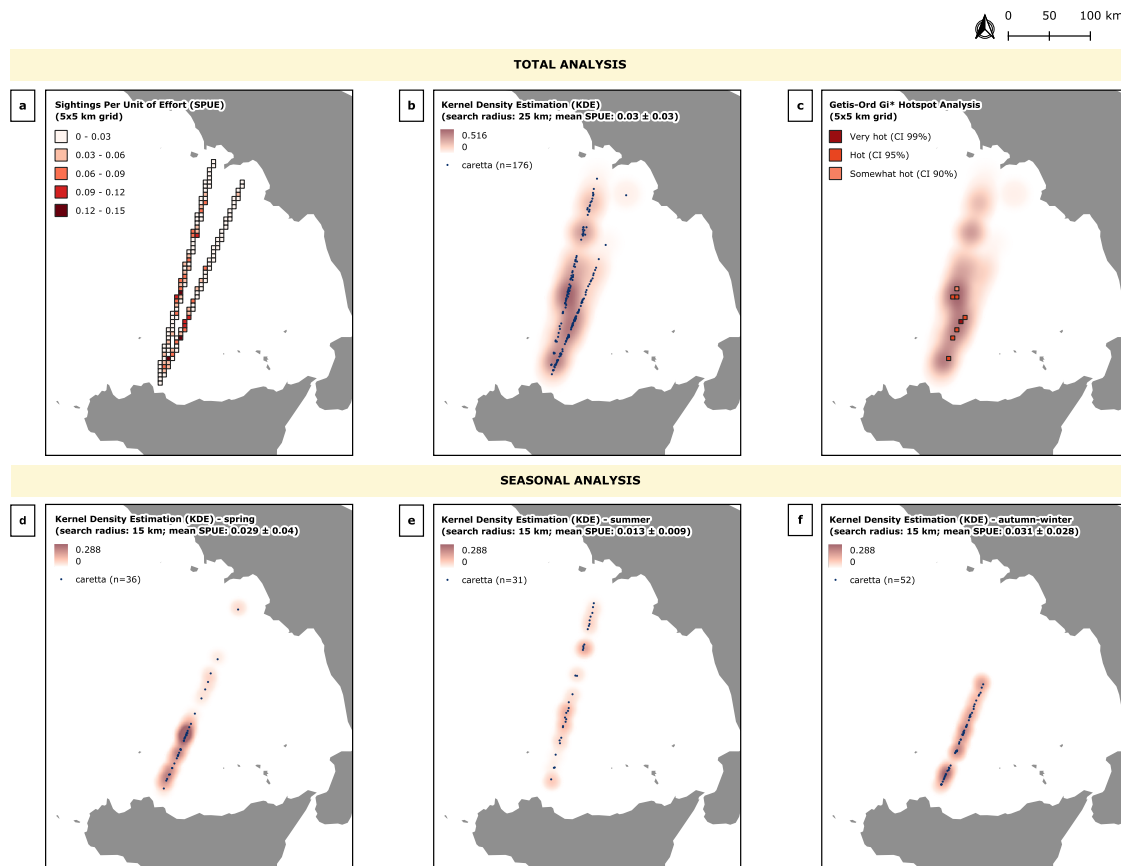 0 50 100 km
TOTAL ANALYSIS
a
Sightings Per Unit of Effort (SPUE)
(5x5 km grid)
0 - 0.03
0.03 - 0.06
0.06 - 0.09
0.09 - 0.12
0.12 - 0.15
b
Kernel Density Estimation (KDE)
(search radius: 25 km; mean SPUE: 0.03 ± 0.03)
0.516
0
caretta (n=176)
c
Getis-Ord Gi* Hotspot Analysis
(5x5 km grid)
Very hot (CI 99%)
Hot (CI 95%)
Somewhat hot (CI 90%)
SEASONAL ANALYSIS
d
Kernel Density Estimation (KDE) - spring
(search radius: 15 km; mean SPUE: 0.029 ± 0.04)
0.288
0
caretta (n=36)
e
Kernel Density Estimation (KDE) - summer
(search radius: 15 km; mean SPUE: 0.013 ± 0.009)
0.288
0
caretta (n=31)
f
Kernel Density Estimation (KDE) - autumn-winter
(search radius: 15 km; mean SPUE: 0.031 ± 0.028)
0.288
0
caretta (n=52)